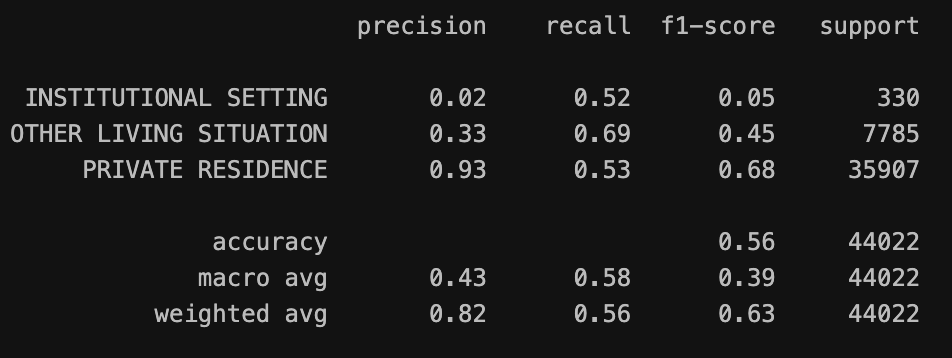 precision recall f1-score support
INSTITUTIONAL SETTING 0.02 0.52 0.05 330
OTHER LIVING SITUATION 0.33 0.69 0.45 7785
PRIVATE RESIDENCE 0.93 0.53 0.68 35907
accuracy 0.56 44022
macro avg 0.43 0.58 0.39 44022
weighted avg 0.82 0.56 0.63 44022